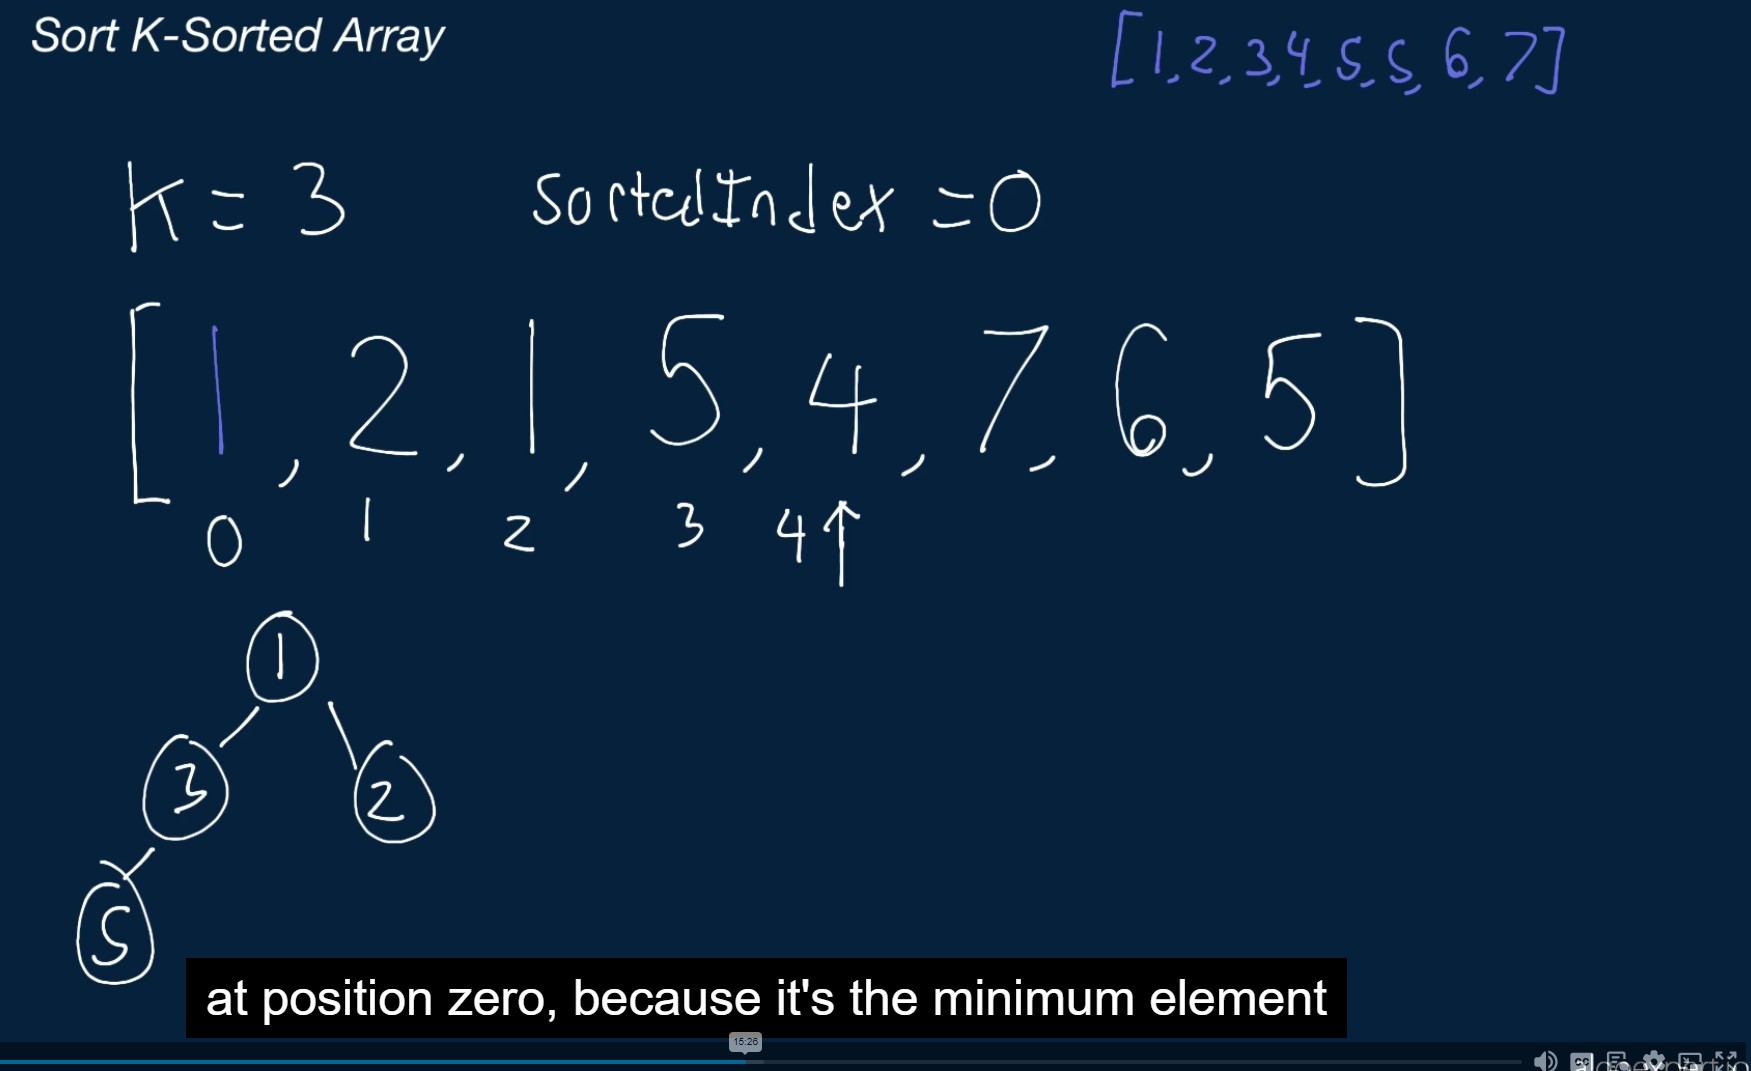 Sort K-Sorted Array
[1,2,3,4,5,5,6,7]
K=3
SortedIndex=0
[1,2,1,5,4,7,6,5]
0 1 2 3 4↑
1
3 2
5
at position zero, because it's the minimum element
15:26